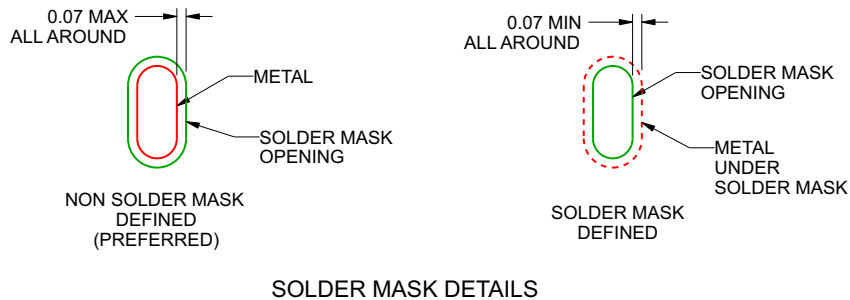 0.07 MAX
ALL AROUND
METAL
SOLDER MASK
OPENING
NON SOLDER MASK
DEFINED
(PREFERRED)
0.07 MIN
ALL AROUND
SOLDER MASK
OPENING
METAL
UNDER
SOLDER MASK
SOLDER MASK
DEFINED
SOLDER MASK DETAILS